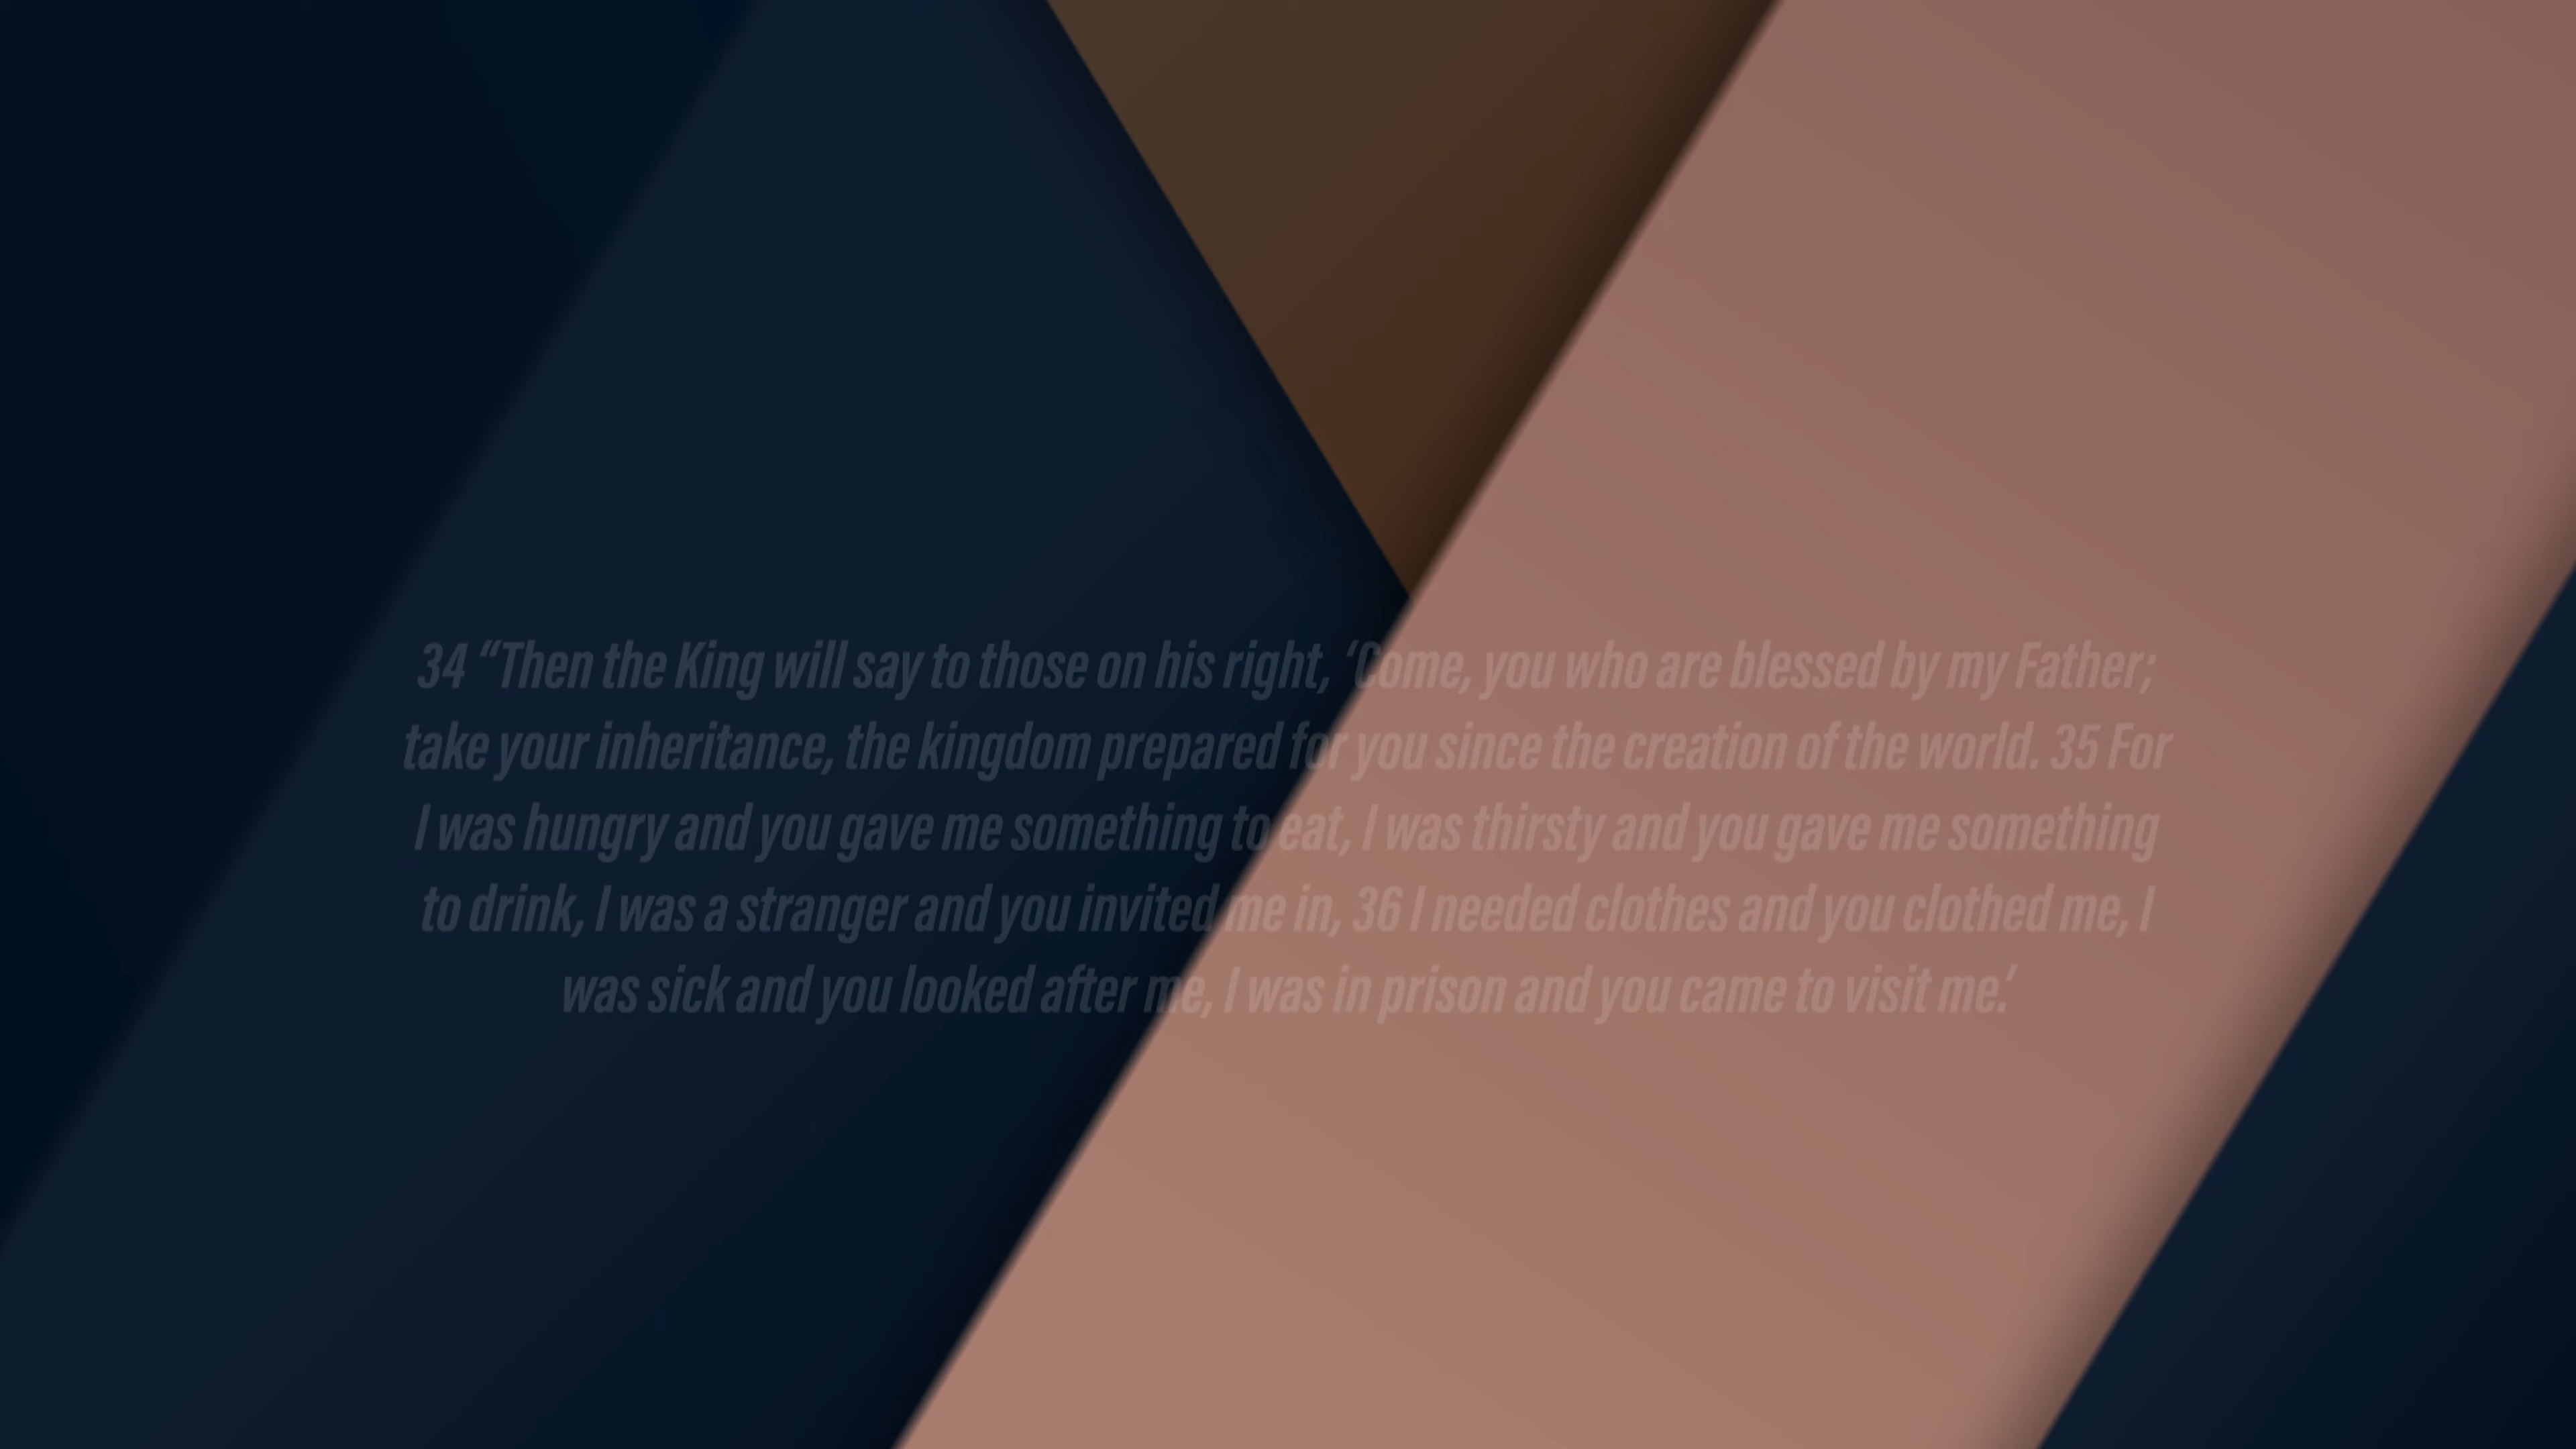 34 “Then the King will say to those on his right, ‘Come, you who are blessed by my Father;
take your inheritance, the kingdom prepared for you since the creation of the world. 35 For
I was hungry and you gave me something to eat, I was thirsty and you gave me something
to drink, I was a stranger and you invited me in, 36 I needed clothes and you clothed me, I
was sick and you looked after me, I was in prison and you came to visit me.’